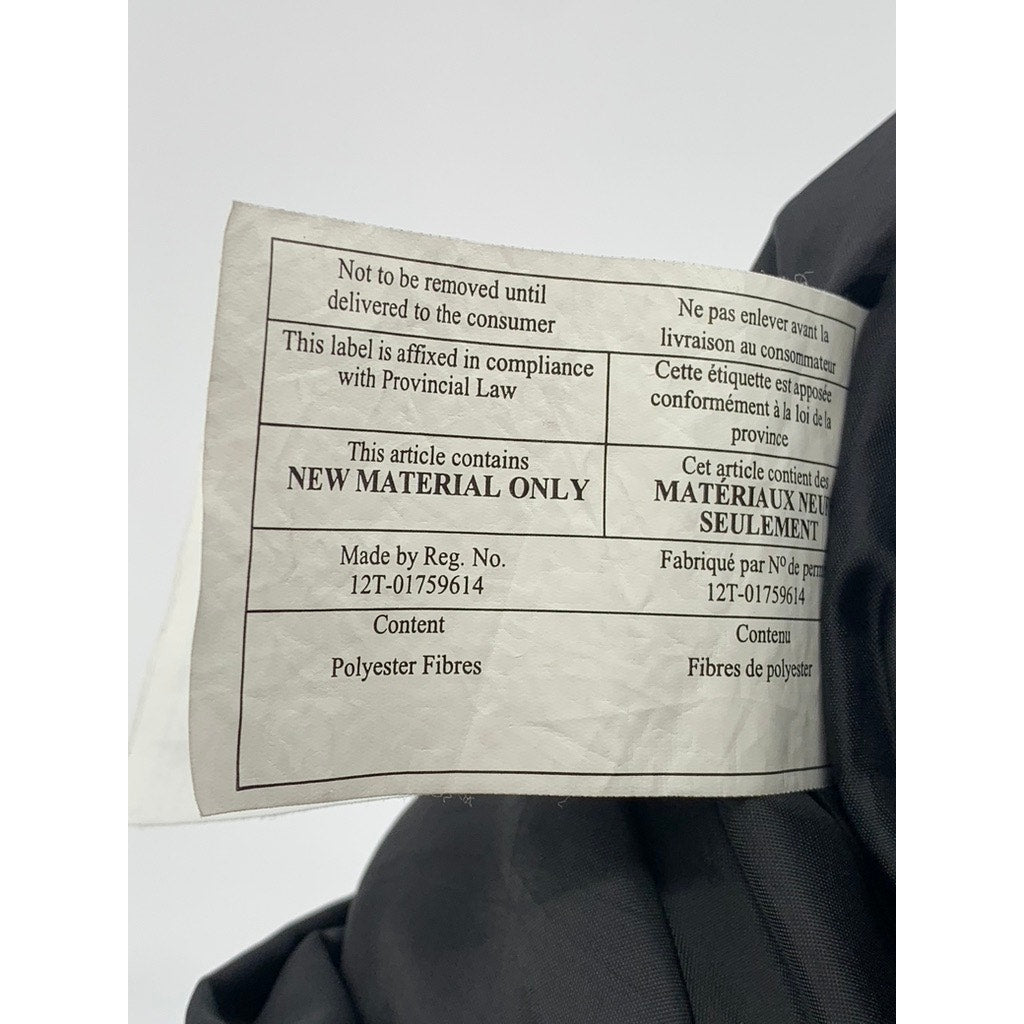 Not to be removed until
delivered to the consumer
Ne pas enlever avant la
livraison au consommateur
This label is affixed in compliance
with Provincial Law
Cette étiquette est apposée
conformément à la loi de la
province
This article contains
NEW MATERIAL ONLY
Cet article contient des
MATÉRIAUX
SEULEMENT
Made by Reg. No.
12T-01759614
Fabriqué par Nº de
12T-01759614
Content
Polyester Fibres
Contenu
Fibres de polyester